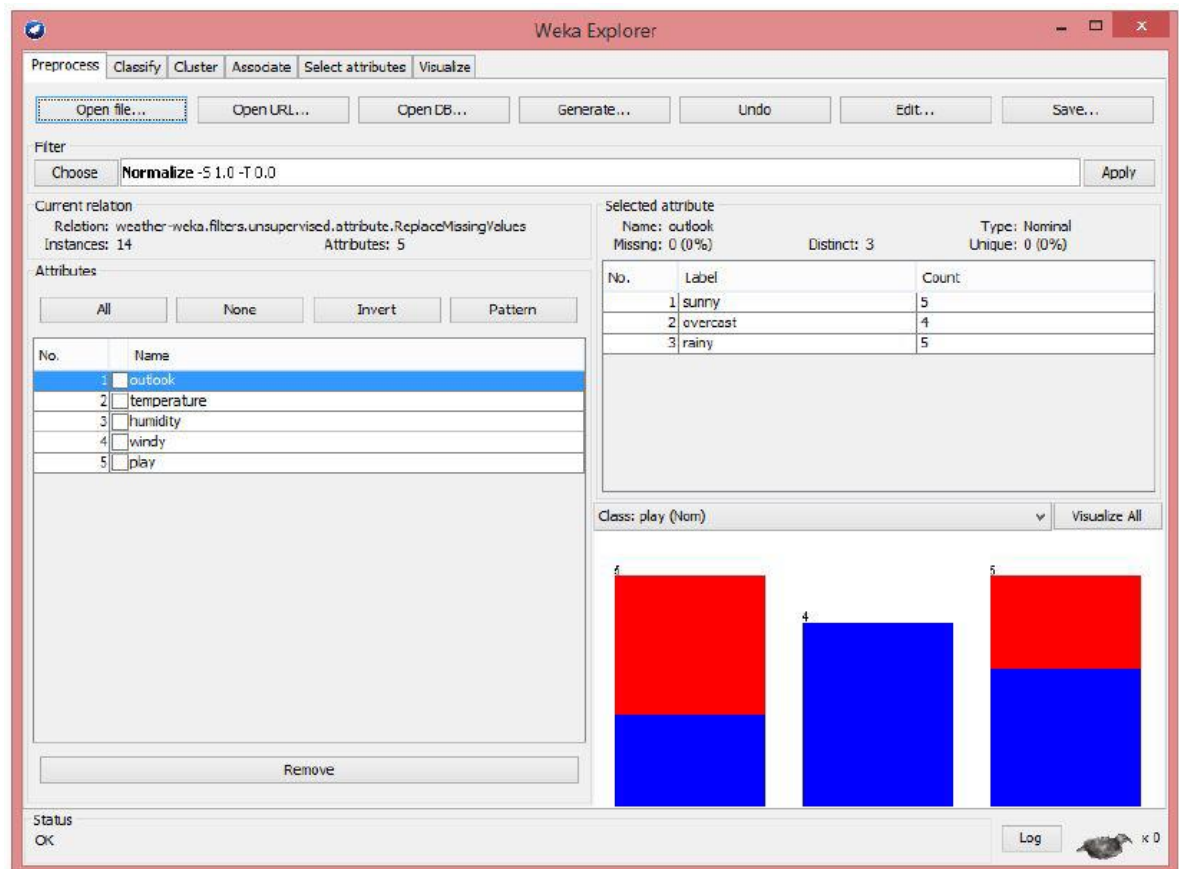 Weka Explorer
Preprocess Classify Cluster Associate Select attributes Visualize
Open file... Open URL... Open DB... Generate... Undo Edit... Save...
Filter
Choose Normalize -S 1.0 -T 0.0 Apply
Current relation
Relation: weather-weka.filters.unsupervised.attribute.ReplaceMissingValues
Instances: 14 Attributes: 5
Attributes
All None Invert Pattern
No. Name
1 outlook
2 temperature
3 humidity
4 windy
5 play
Remove
Selected attribute
Name: outlook Type: Nominal
Missing: 0 (0%) Distinct: 3 Unique: 0 (0%)
No. Label Count
1 sunny 5
2 overcast 4
3 rainy 5
Class: play (Nom) Visualize All
5 5
4
Status
OK Log x 0